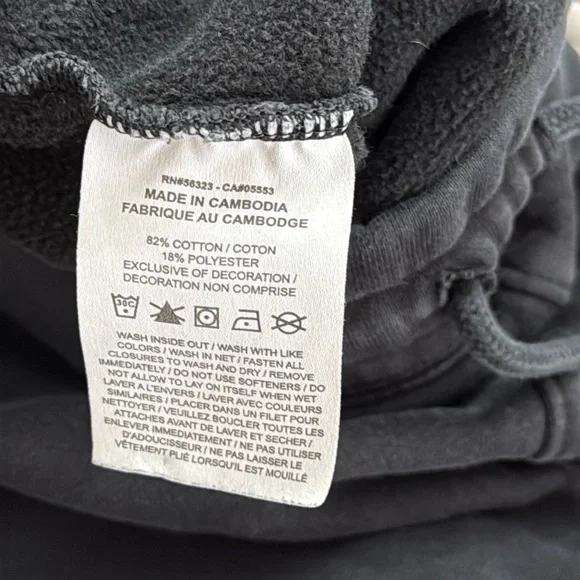 RN#56323 - CA#05553
MADE IN CAMBODIA
FABRIQUE AU CAMBODGE
82% COTTON / COTON
18% POLYESTER
EXCLUSIVE OF DECORATION /
DECORATION NON COMPRISE
30C
WASH INSIDE OUT / WASH WITH LIKE
COLORS / WASH IN NET / FASTEN ALL
CLOSURES TO WASH AND DRY / REMOVE
IMMEDIATELY / DO NOT USE SOFTENERS / DO
NOT ALLOW TO LAY ON ITSELF WHEN WET
LAVER A L'ENVERS / LAVER AVEC COULEURS
SIMILAIRES / PLACER DANS UN FILET POUR
NETTOYER / VEUILLEZ BOUCLER TOUTES LES
ATTACHES AVANT DE LAVER ET SECHER /
ENLEVER IMMEDIATEMENT / NE PAS UTILISER
D'ADOUCISSEUR / NE PAS LAISSER LE
VÊTEMENT PLIÉ LORSQU'IL EST MOUILLÉ